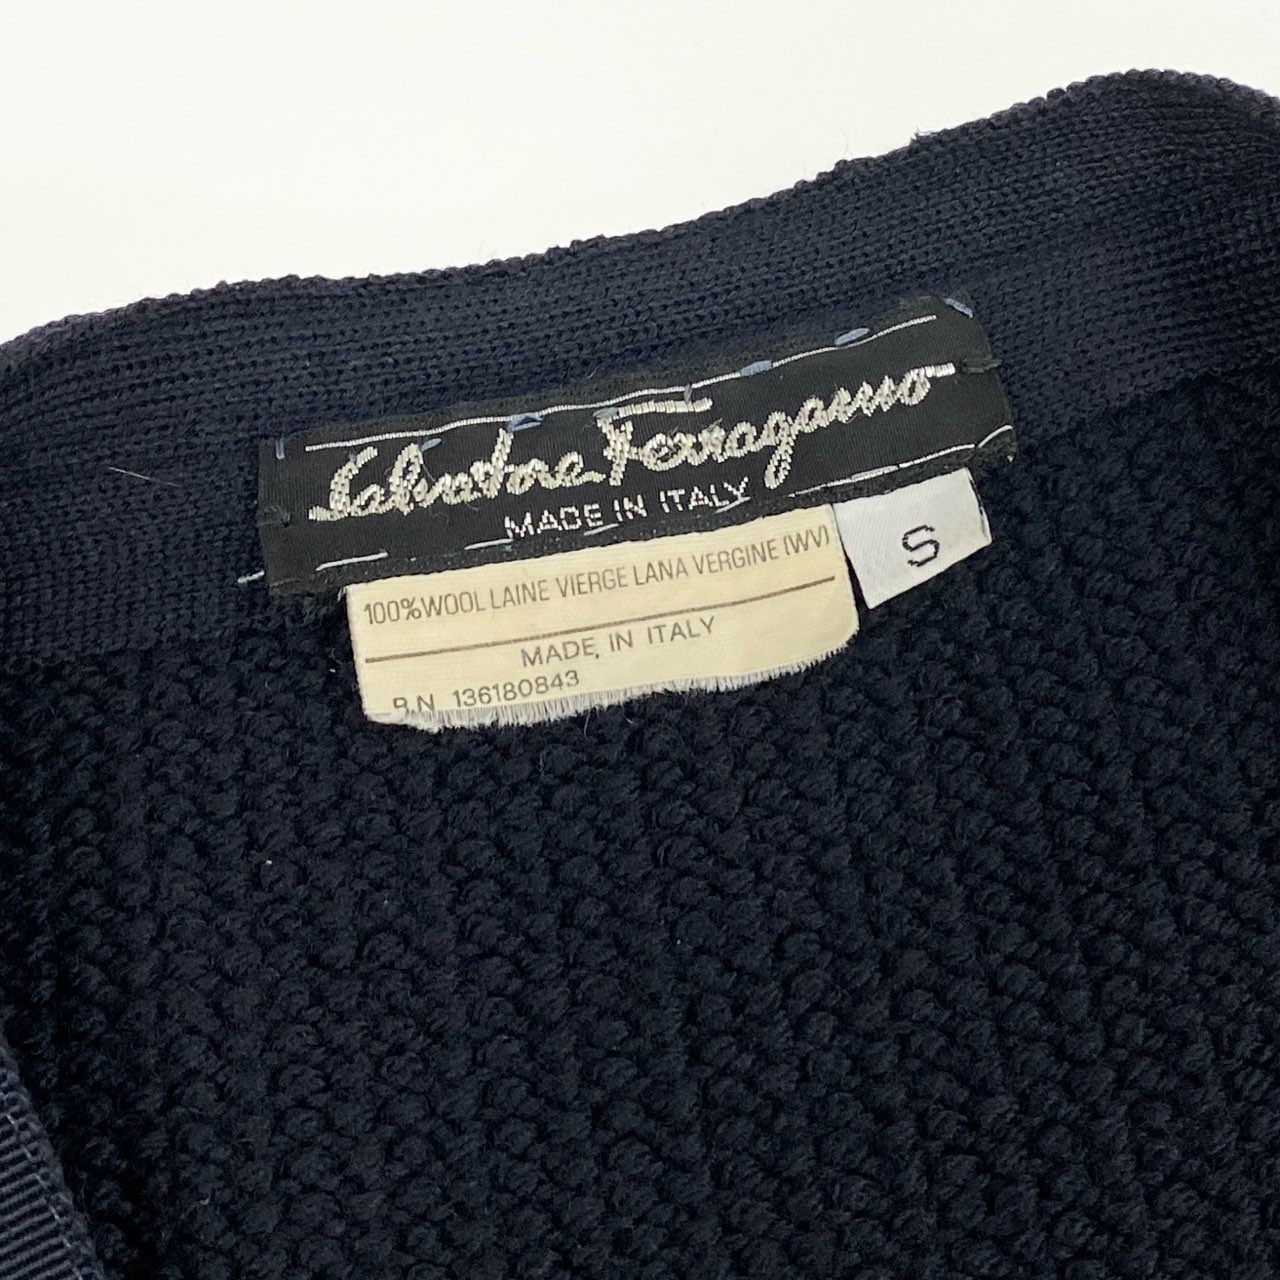 Salvatore Ferragamo
MADE IN ITALY
S
100% WOOL LAINE VIERGE LANA VERGINE (WV)
MADE IN ITALY
R.N 136180843